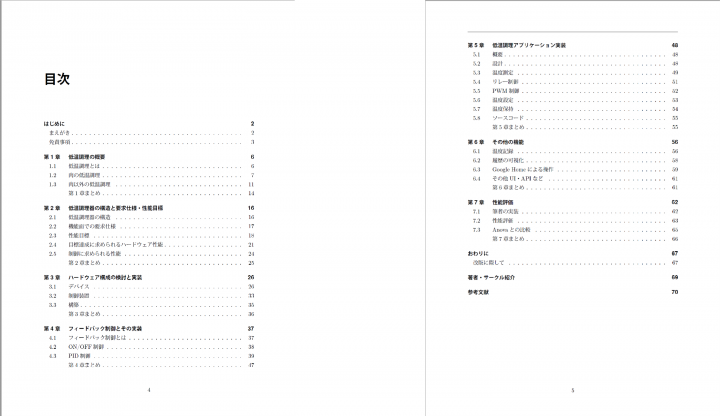 目次
はじめに 2
まえがき 2
免責事項 3
第1章 低温調理の概要 6
1.1 低温調理とは 6
1.2 肉の低温調理 7
1.3 肉以外の低温調理 11
第1章まとめ 14
第2章 低温調理器の構造と要求仕様・性能目標 16
2.1 低温調理器の構造 16
2.2 機能面での要求仕様 17
2.3 性能目標 18
2.4 目標達成に求められるハードウェア性能 21
2.5 制御に求められる性能 24
第2章まとめ 25
第3章 ハードウェア構成の検討と実装 26
3.1 デバイス 26
3.2 制御装置 33
3.3 構築 35
第3章まとめ 36
第4章 フィードバック制御とその実装 37
4.1 フィードバック制御とは 37
4.2 ON/OFF 制御 38
4.3 PID 制御 39
第4章まとめ 47
4
第5章 低温調理アプリケーション実装 48
5.1 概要 48
5.2 設計 48
5.3 温度測定 49
5.4 リレー制御 51
5.5 PWM 制御 52
5.6 温度設定 53
5.7 温度保持 54
5.8 ソースコード 55
第5章まとめ 55
第6章 その他の機能 56
6.1 温度記録 56
6.2 履歴の可視化 58
6.3 Google Home による操作 59
6.4 その他 UI・API など 61
第6章まとめ 61
第7章 性能評価 62
7.1 筆者の実装 62
7.2 性能評価 63
7.3 Anova との比較 65
第7章まとめ 66
おわりに 67
改版に際して 67
著者・サークル紹介 69
参考文献 70
5